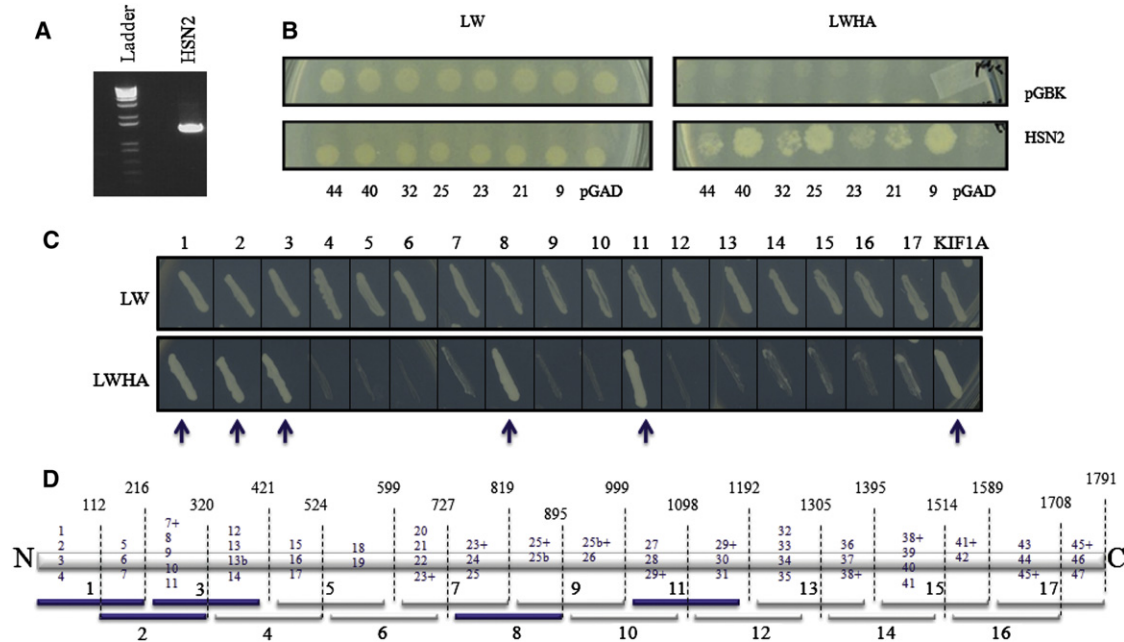 A
Ladder
HSN2
B
LW
LWHA
pGBK
HSN2
44 40 32 25 23 21 9 pGAD
44 40 32 25 23 21 9 pGAD
C
1 2 3 4 5 6 7 8 9 10 11 12 13 14 15 16 17 KIF1A
LW
LWHA
D
112 216 320 421 524 599 727 819 895 999 1098 1192 1305 1395 1514 1589 1708 1791
N
1 2 3 4
5 6 7
7+ 8 9 10 11
12 13 13b 14
15 16 17
18 19
20 21 22 23+
23+ 24 25
25+ 25b
25b+ 26
27 28 29+
29+ 30 31
32 33 34 35
36 37 38+
38+ 39 40 41
41+ 42
43 44 45+
45+ 46 47
C
1 3 5 7 9 11 13 15 17
2 4 6 8 10 12 14 16